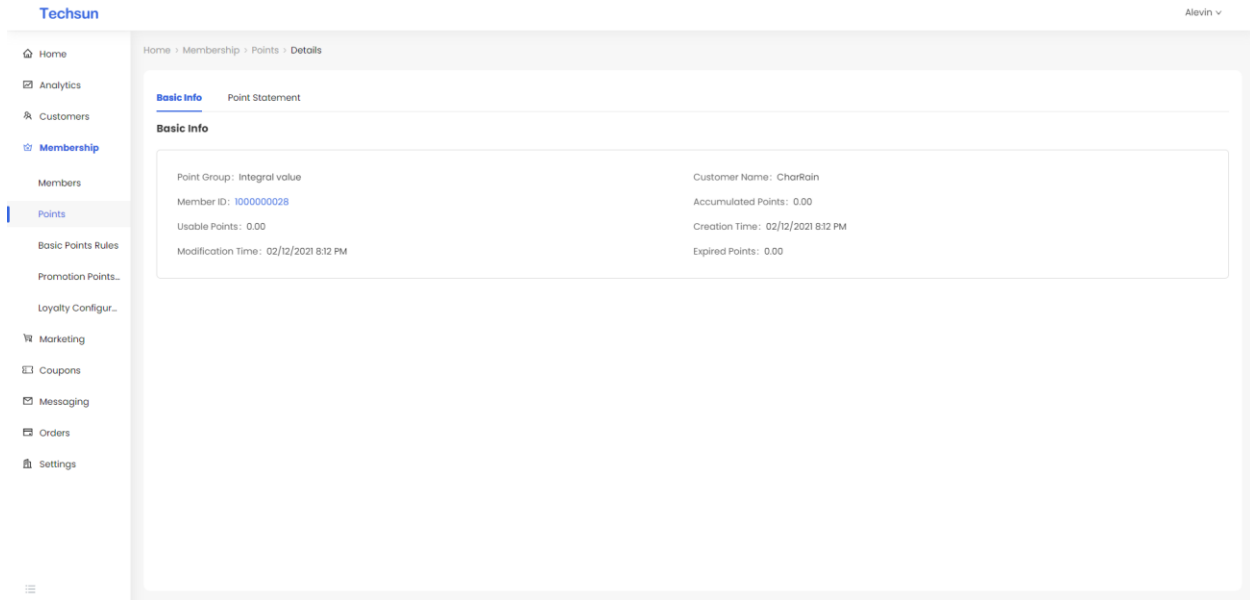 Techsun
Alevin
Home
Analytics
Customers
Membership
Members
Points
Basic Points Rules
Promotion Points...
Loyalty Configur...
Marketing
Coupons
Messaging
Orders
Settings
Home > Membership > Points > Details
Basic Info Point Statement
Basic Info
Point Group: Integral value Customer Name: CharRain
Member ID: 1000000028 Accumulated Points: 0.00
Usable Points: 0.00 Creation Time: 02/12/2021 8:12 PM
Modification Time: 02/12/2021 8:12 PM Expired Points: 0.00